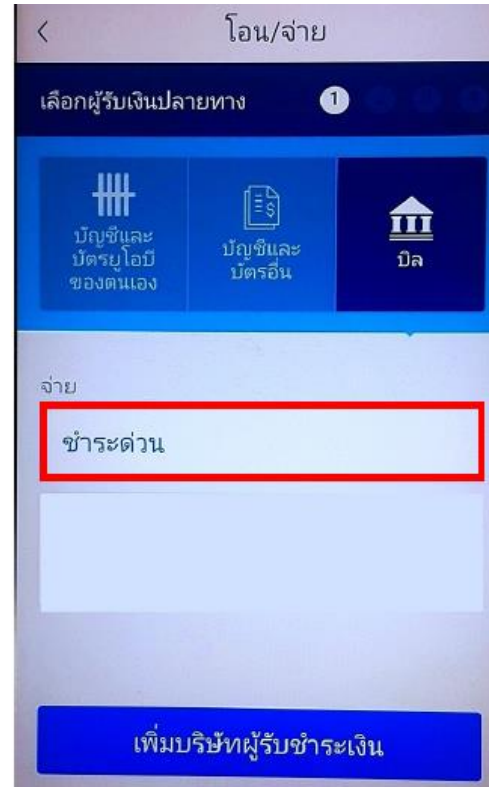 โอน/จ่าย
เลือกผู้รับเงินปลายทาง 1
บัญชีและ
บัตรยูโอบี
ของตนเอง
บัญชีและ
บัตรอื่น
บิล
จ่าย
ชำระด่วน
เพิ่มบริษัทผู้รับชำระเงิน